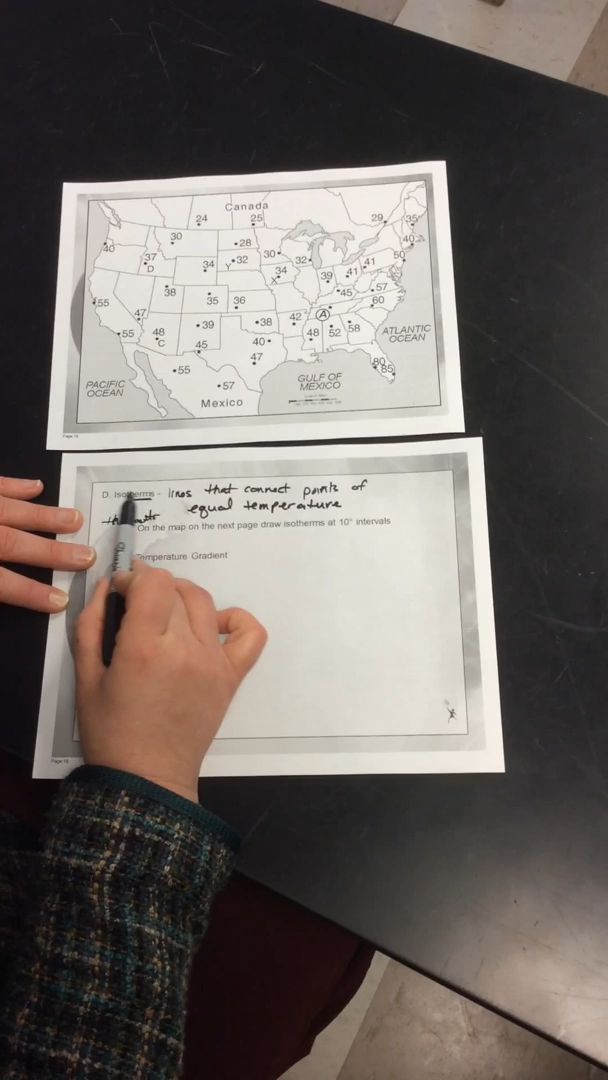 Canada
24
25
29
35
40
30
28
30
32
40
50
37
D
34
Y
32
34
X
39
41
41
38
35
36
45
57
60
55
47
55
48
C
39
45
38
40
42
A
48
52
58
ATLANTIC
OCEAN
47
55
57
80
85
PACIFIC
OCEAN
GULF OF
MEXICO
Mexico
D. Isotherms - lines that connect points of
equal temperature
On the map on the next page draw isotherms at 10° intervals
Temperature Gradient